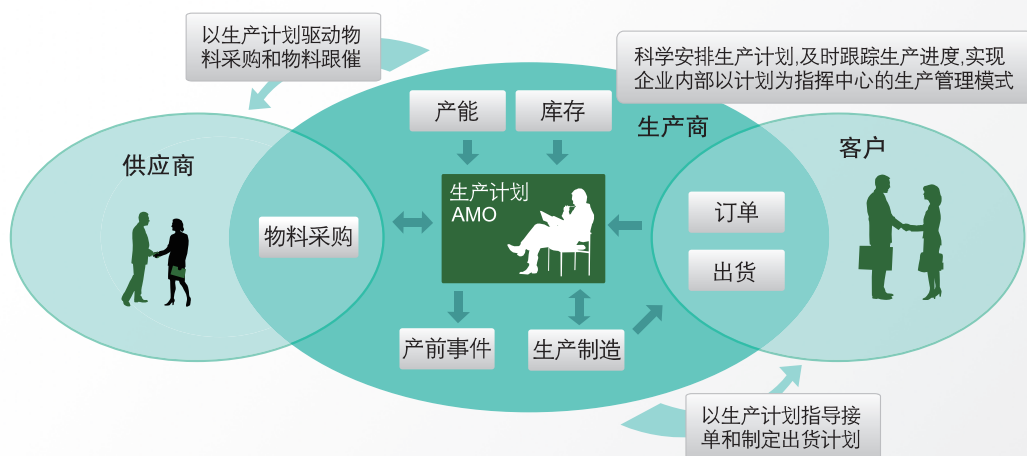 以生产计划驱动物
料采购和物料跟催
科学安排生产计划,及时跟踪生产进度,实现
企业内部以计划为指挥中心的生产管理模式
产能
库存
生产商
供应商
客户
生产计划
AMO
物料采购
订单
出货
产前事件
生产制造
以生产计划指导接
单和制定出货计划